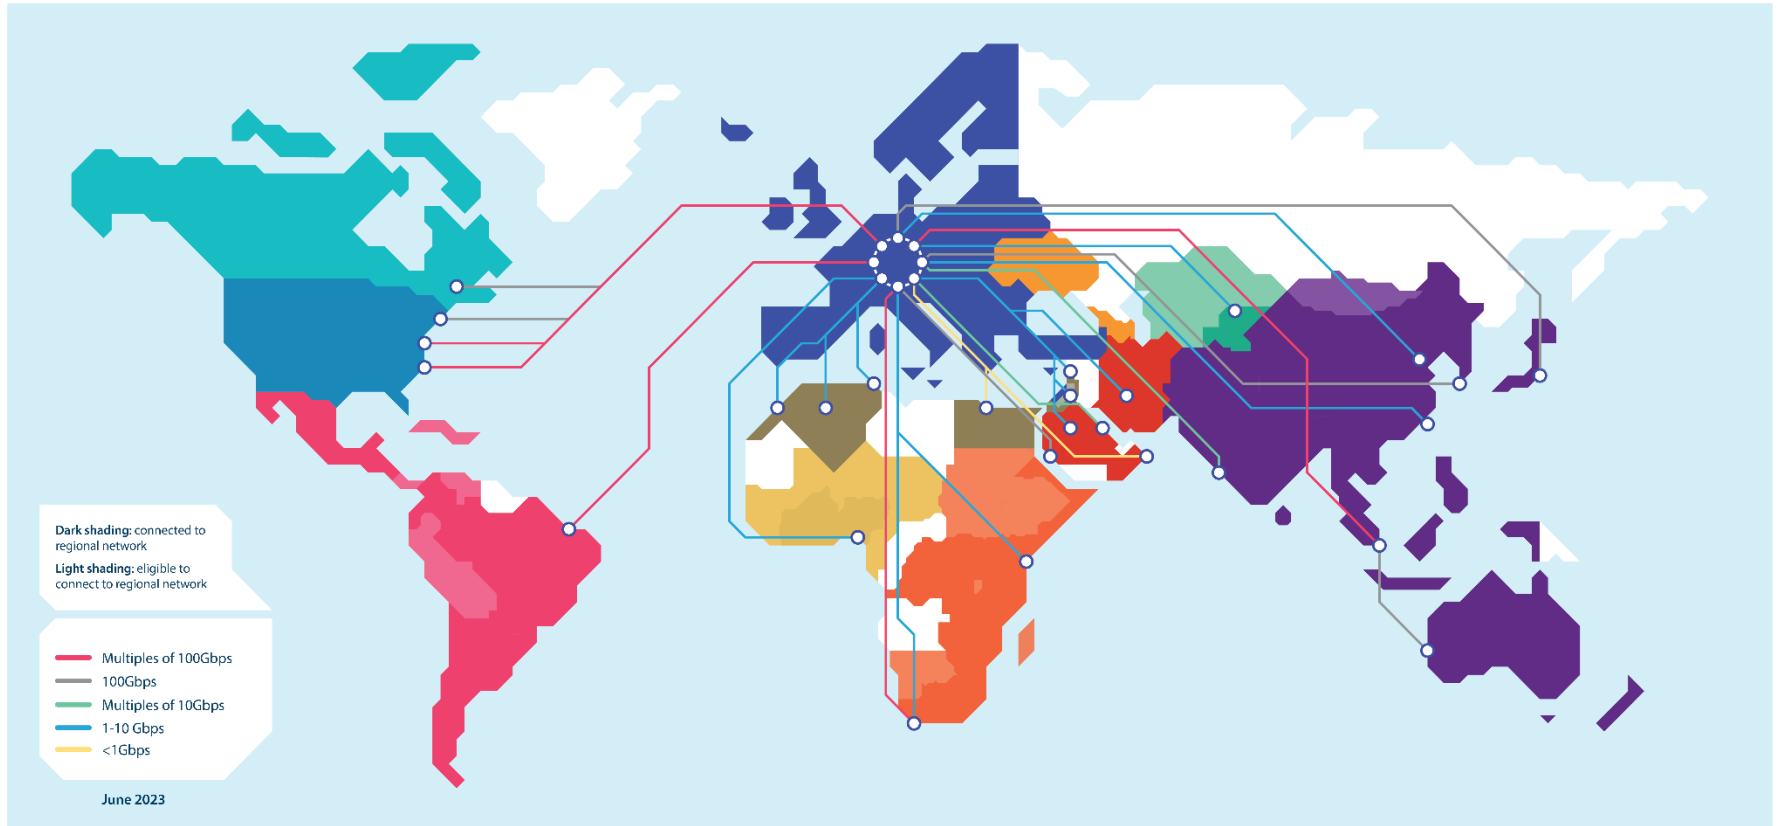 Dark shading: connected to
regional network
Light shading: eligible to
connect to regional network
Multiples of 100Gbps
100Gbps
Multiples of 10Gbps
1-10 Gbps
<1Gbps
June 2023